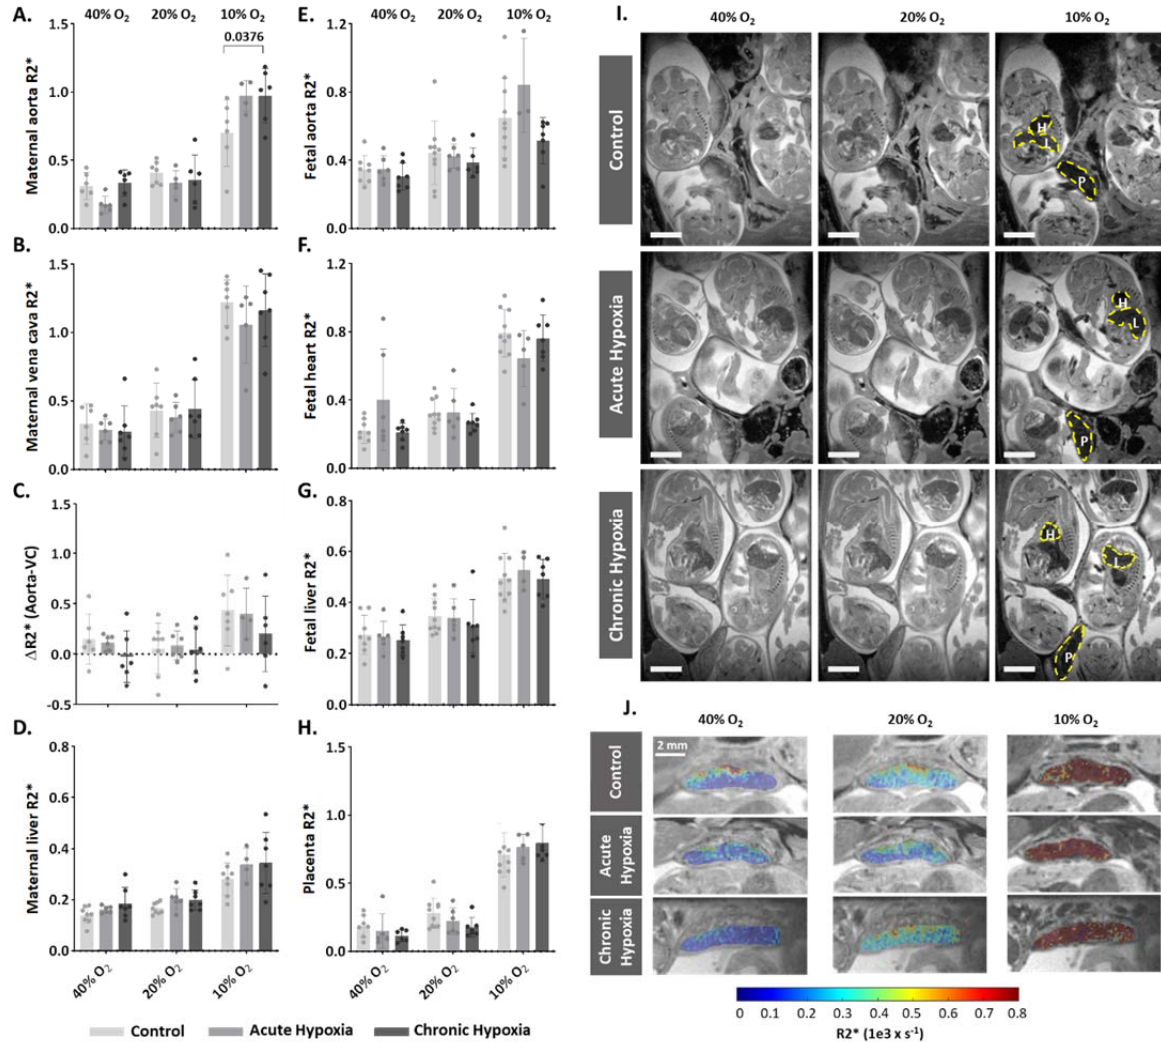 A.
40% O₂ 20% O₂ 10% O₂
Maternal aorta R2*
1.5
1.0
0.5
0.0
0.0376
B.
Maternal vena cava R2*
1.5
1.0
0.5
0.0
C.
ΔR2* (Aorta-VC)
1.0
0.5
0.0
-0.5
D.
Maternal liver R2*
0.8
0.6
0.4
0.2
0.0
40% O₂ 20% O₂ 10% O₂
E.
40% O₂ 20% O₂ 10% O₂
Fetal aorta R2*
1.2
0.8
0.4
0.0
F.
Fetal heart R2*
1.2
0.8
0.4
0.0
G.
Fetal liver R2*
0.8
0.6
0.4
0.2
0.0
H.
Placenta R2*
1.5
1.0
0.5
0.0
40% O₂ 20% O₂ 10% O₂
Control Acute Hypoxia Chronic Hypoxia
I.
40% O₂ 20% O₂ 10% O₂
Control
H
L
P
Acute Hypoxia
H
L
P
Chronic Hypoxia
H
L
P
J.
40% O₂ 20% O₂ 10% O₂
Control
2 mm
Acute
Hypoxia
Chronic
Hypoxia
0 0.1 0.2 0.3 0.4 0.5 0.6 0.7 0.8
R2* (1e3 x s⁻¹)